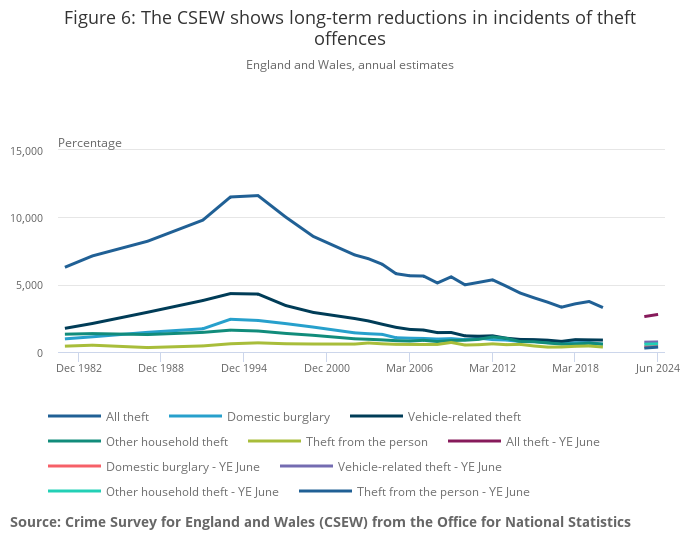 Figure 6: The CSEW shows long-term reductions in incidents of theft
offences
England and Wales, annual estimates
Percentage
15,000
10,000
5,000
0
Dec 1982 Dec 1988 Dec 1994 Dec 2000 Mar 2006 Mar 2012 Mar 2018 Jun 2024
All theft Domestic burglary Vehicle-related theft
Other household theft Theft from the person All theft - YE June
Domestic burglary - YE June Vehicle-related theft - YE June
Other household theft - YE June Theft from the person - YE June
Source: Crime Survey for England and Wales (CSEW) from the Office for National Statistics